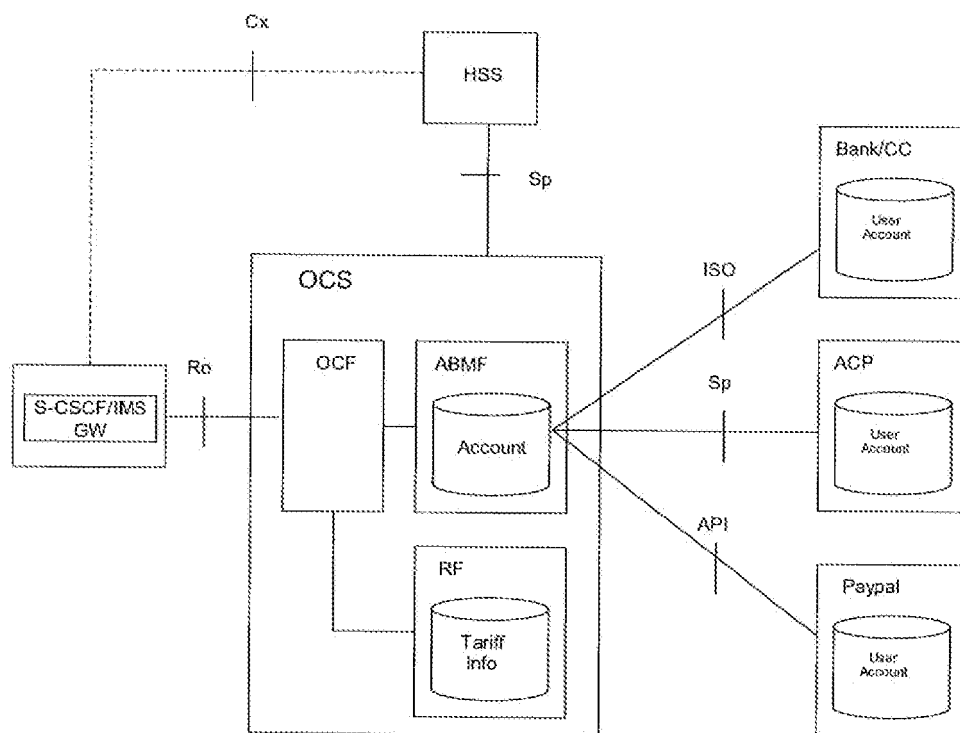 Cx
HSS
Sp
Bank/CC
User
Account
ISO
OCS
OCF
ABMF
Account
Ro
S-CSCF/IMS
GW
Sp
ACP
User
Account
API
RF
Tariff
Info
Paypal
User
Account